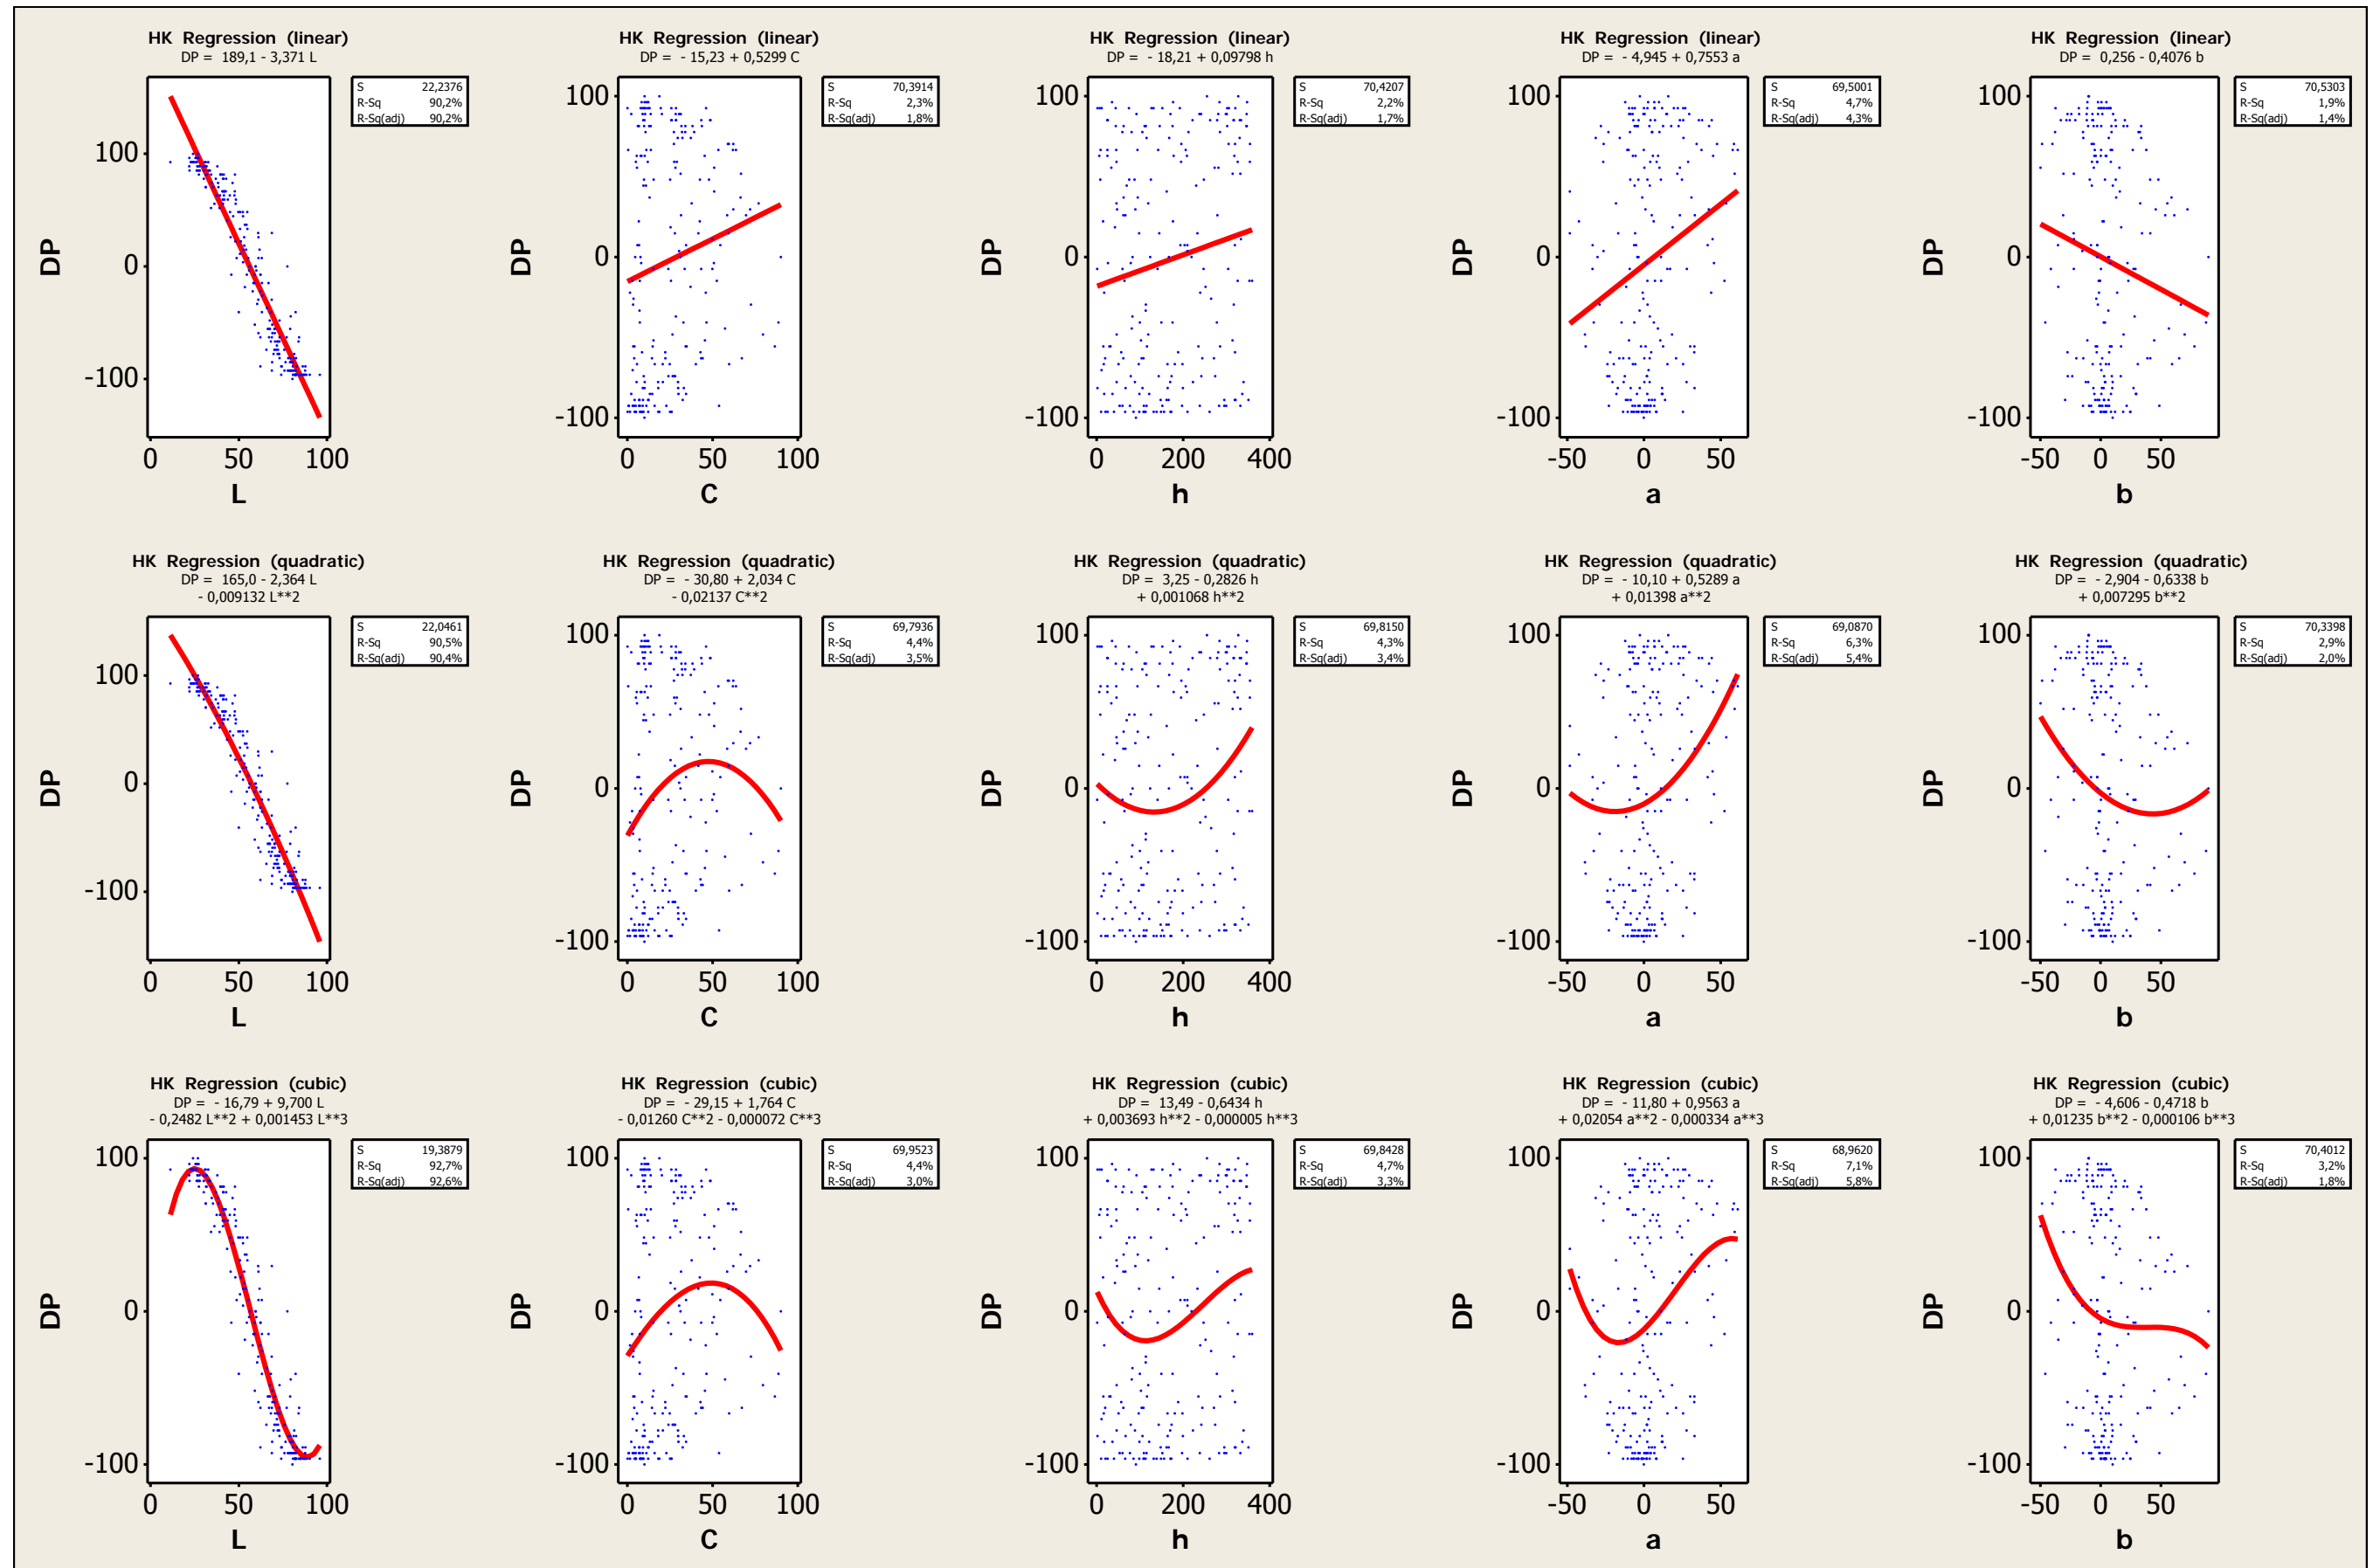 HK Regression (linear)
DP = 189,1 - 3,371 L
S 22,2376
R-Sq 90,2%
R-Sq(adj) 90,2%
DP
100
0
-100
0 50 100
L
HK Regression (linear)
DP = - 15,23 + 0,5299 C
S 70,3914
R-Sq 2,3%
R-Sq(adj) 1,8%
DP
100
0
-100
0 50 100
C
HK Regression (linear)
DP = - 18,21 + 0,09798 h
S 70,4207
R-Sq 2,2%
R-Sq(adj) 1,7%
DP
100
0
-100
0 200 400
h
HK Regression (linear)
DP = - 4,945 + 0,7553 a
S 69,5001
R-Sq 4,7%
R-Sq(adj) 4,3%
DP
100
0
-100
-50 0 50
a
HK Regression (linear)
DP = 0,256 - 0,4076 b
S 70,5303
R-Sq 1,9%
R-Sq(adj) 1,4%
DP
100
0
-100
-50 0 50
b
HK Regression (quadratic)
DP = 165,0 - 2,364 L
- 0,009132 L**2
S 22,0461
R-Sq 90,5%
R-Sq(adj) 90,4%
DP
100
0
-100
0 50 100
L
HK Regression (quadratic)
DP = - 30,80 + 2,034 C
- 0,02137 C**2
S 69,7936
R-Sq 4,4%
R-Sq(adj) 3,5%
DP
100
0
-100
0 50 100
C
HK Regression (quadratic)
DP = 3,25 - 0,2826 h
+ 0,001068 h**2
S 69,8150
R-Sq 4,3%
R-Sq(adj) 3,4%
DP
100
0
-100
0 200 400
h
HK Regression (quadratic)
DP = - 10,10 + 0,5289 a
+ 0,01398 a**2
S 69,0870
R-Sq 6,3%
R-Sq(adj) 5,4%
DP
100
0
-100
-50 0 50
a
HK Regression (quadratic)
DP = - 2,904 - 0,6338 b
+ 0,007295 b**2
S 70,3398
R-Sq 2,9%
R-Sq(adj) 2,0%
DP
100
0
-100
-50 0 50
b
HK Regression (cubic)
DP = - 16,79 + 9,700 L
- 0,2482 L**2 + 0,001453 L**3
S 19,3879
R-Sq 92,7%
R-Sq(adj) 92,6%
DP
100
0
-100
0 50 100
L
HK Regression (cubic)
DP = - 29,15 + 1,764 C
- 0,01260 C**2 - 0,000072 C**3
S 69,9523
R-Sq 4,4%
R-Sq(adj) 3,0%
DP
100
0
-100
0 50 100
C
HK Regression (cubic)
DP = 13,49 - 0,6434 h
+ 0,003693 h**2 - 0,000005 h**3
S 69,8428
R-Sq 4,7%
R-Sq(adj) 3,3%
DP
100
0
-100
0 200 400
h
HK Regression (cubic)
DP = - 11,80 + 0,9563 a
+ 0,02054 a**2 - 0,000334 a**3
S 68,9620
R-Sq 7,1%
R-Sq(adj) 5,8%
DP
100
0
-100
-50 0 50
a
HK Regression (cubic)
DP = - 4,606 - 0,4718 b
+ 0,01235 b**2 - 0,000106 b**3
S 70,4012
R-Sq 3,2%
R-Sq(adj) 1,8%
DP
100
0
-100
-50 0 50
b